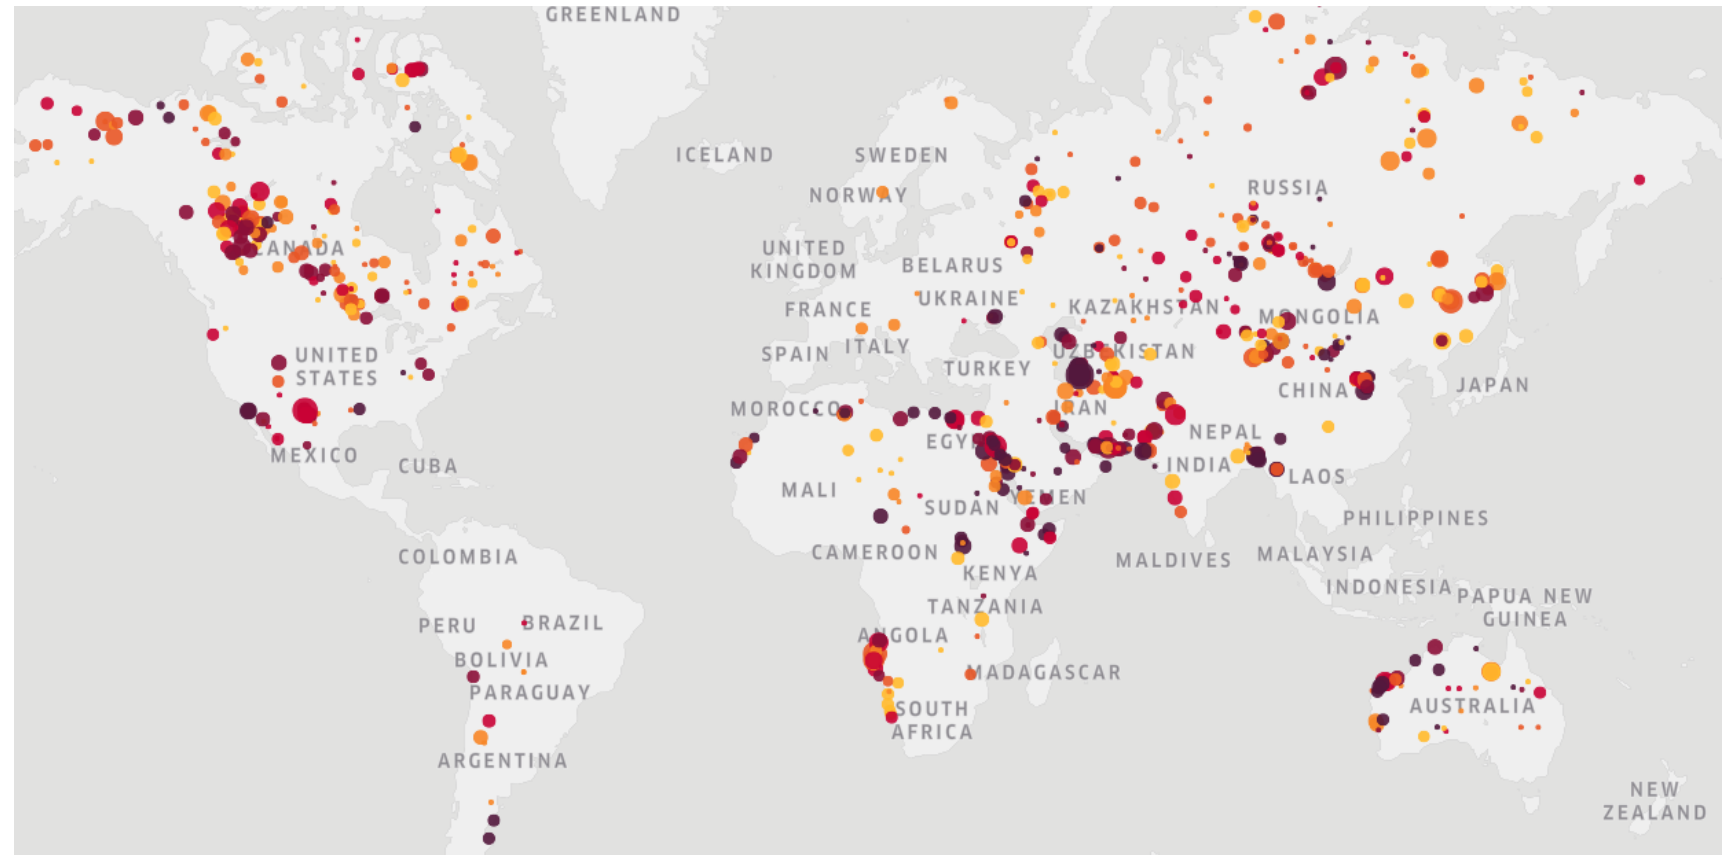 GREENLAND
ICELAND
SWEDEN
NORWAY
RUSSIA
CANADA
UNITED
KINGDOM
BELARUS
UKRAINE
KAZAKHSTAN
FRANCE
MONGOLIA
UNITED
STATES
SPAIN
ITALY
UZBEKISTAN
TURKEY
CHINA
JAPAN
MOROCCO
IRAN
MEXICO
CUBA
EGYPT
NEPAL
INDIA
LAOS
MALI
SUDAN
YEMEN
PHILIPPINES
COLOMBIA
CAMEROON
KENYA
MALDIVES
MALAYSIA
INDONESIA
PAPUA NEW
GUINEA
TANZANIA
PERU
BRAZIL
ANGOLA
BOLIVIA
MADAGASCAR
PARAGUAY
SOUTH
AFRICA
AUSTRALIA
ARGENTINA
NEW
ZEALAND